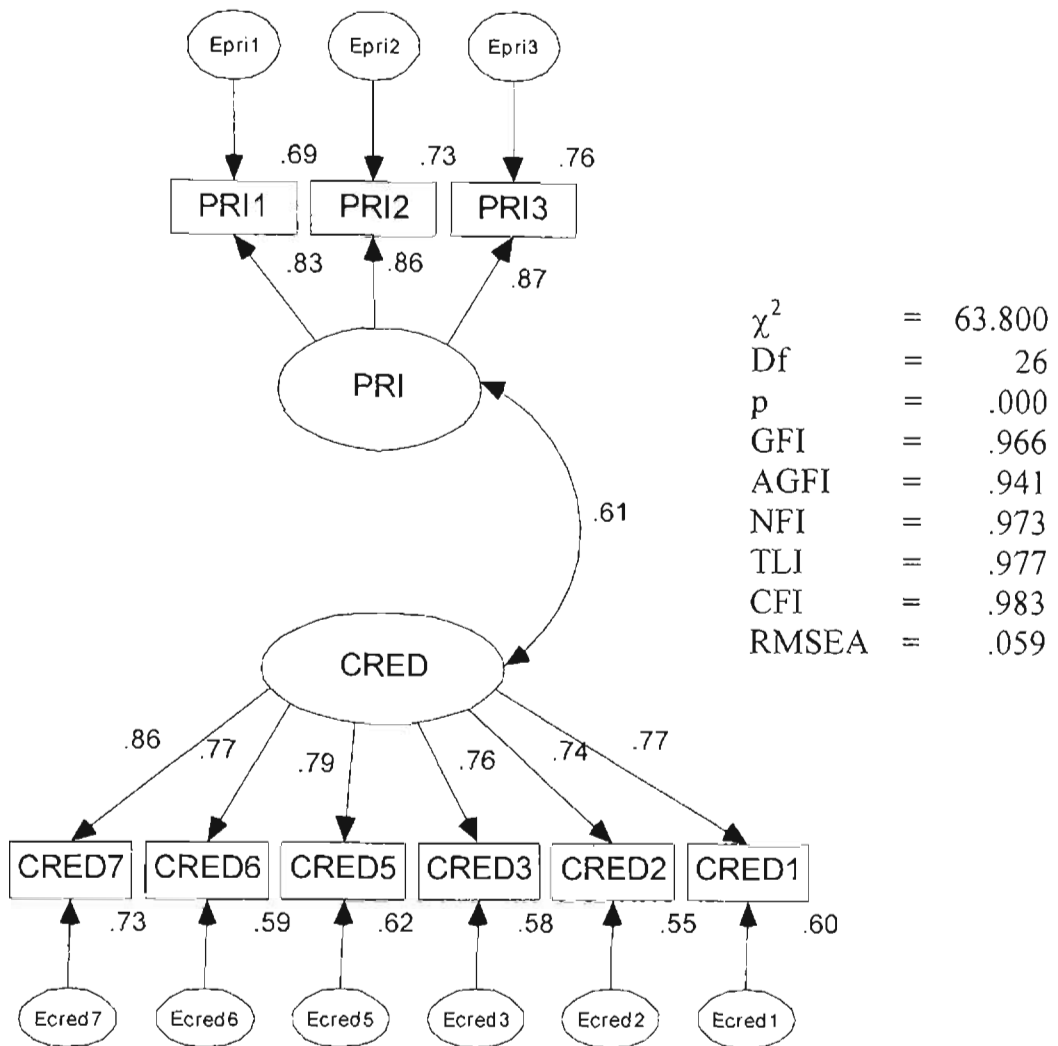 Epri1 Epri2 Epri3
.69 .73 .76
PRI1 PRI2 PRI3
.83 .86 .87
PRI
.61
χ² = 63.800
Df = 26
p = .000
GFI = .966
AGFI = .941
NFI = .973
TLI = .977
CFI = .983
RMSEA = .059
CRED
.86 .77 .79 .76 .74 .77
CRED7 CRED6 CRED5 CRED3 CRED2 CRED1
.73 .59 .62 .58 .55 .60
Ecred7 Ecred6 Ecred5 Ecred3 Ecred2 Ecred1